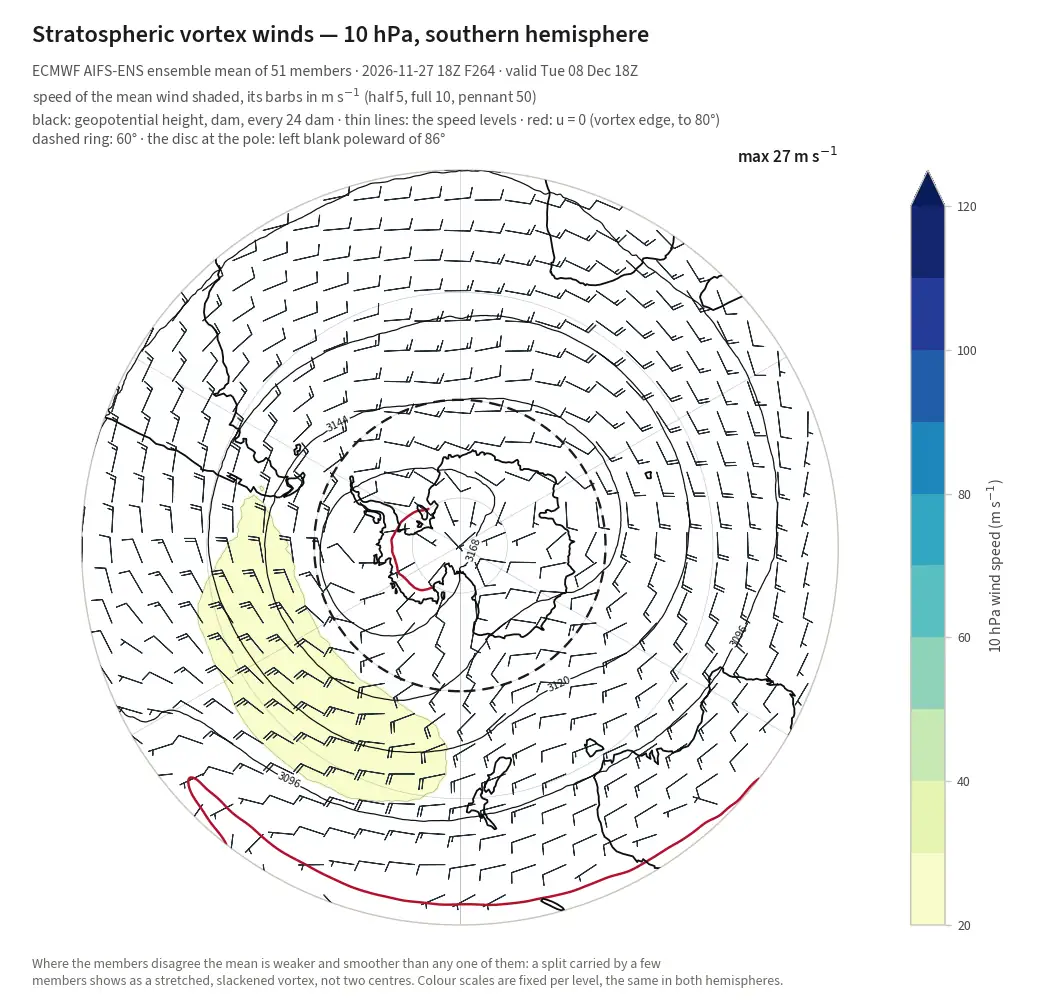 Stratospheric vortex winds — 10 hPa, southern hemisphere
ECMWF AIFS-ENS ensemble mean of 51 members · 2026-11-27 18Z F264 · valid Tue 08 Dec 18Z
speed of the mean wind shaded, its barbs in m s⁻¹ (half 5, full 10, pennant 50)
black: geopotential height, dam, every 24 dam · thin lines: the speed levels · red: u = 0 (vortex edge, to 80°)
dashed ring: 60° · the disc at the pole: left blank poleward of 86°
max 27 m s⁻¹
120
100
80
60
40
20
10 hPa wind speed (m s⁻¹)
3144
3168
3096
3120
3096
Where the members disagree the mean is weaker and smoother than any one of them: a split carried by a few
members shows as a stretched, slackened vortex, not two centres. Colour scales are fixed per level, the same in both hemispheres.